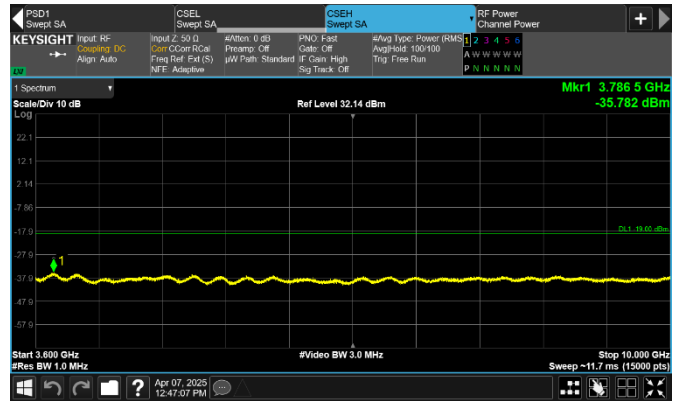 PSD1
Swept SA
CSEL
Swept SA
CSEH
Swept SA
RF Power
Channel Power
KEYSIGHT
Input: RF
Coupling: DC
Align: Auto
Input Z: 50 Ω
Corr CCorr RCal
Freq Ref: Ext (S)
NFE: Adaptive
#Atten: 0 dB
Preamp: Off
µW Path: Standard
PNO: Fast
Gate: Off
IF Gain: High
Sig Track: Off
#Avg Type: Power (RMS
Avg|Hold: 100/100
Trig: Free Run
1 2 3 4 5 6
A W W W W W
P N N N N N
1 Spectrum
Scale/Div 10 dB
Ref Level 32.14 dBm
Mkr1 3.786 5 GHz
-35.782 dBm
Log
22.1
12.1
2.14
-7.86
-17.9
DL1 -19.00 dBm
-27.9
1
-37.9
-47.9
-57.9
Start 3.600 GHz
#Video BW 3.0 MHz
Stop 10.000 GHz
#Res BW 1.0 MHz
Sweep ~11.7 ms (15000 pts)
?
Apr 07, 2025
12:47:07 PM